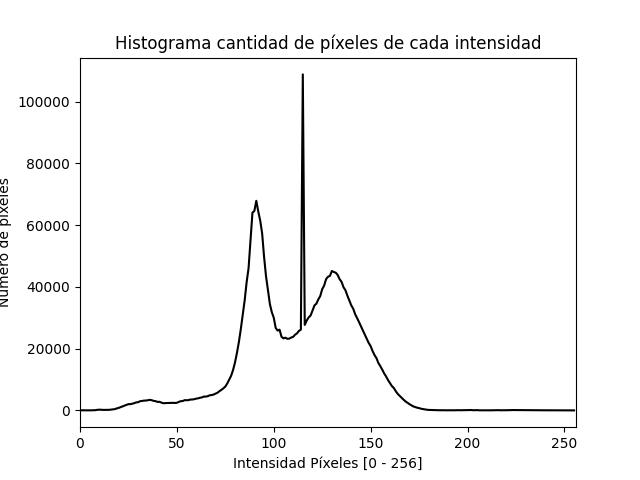 Histograma cantidad de píxeles de cada intensidad
100000
80000
60000
40000
20000
0
Número de píxeles
0 50 100 150 200 250
Intensidad Píxeles [0 - 256]